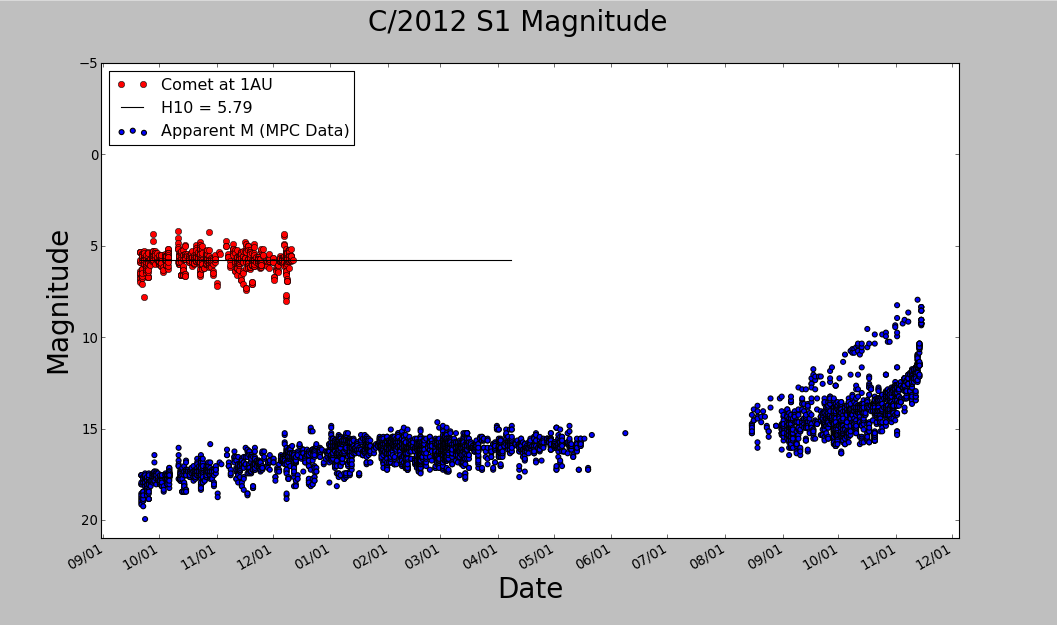 C/2012 S1 Magnitude
Comet at 1AU
H10 = 5.79
Apparent M (MPC Data)
Magnitude
−5
0
5
10
15
20
09/01 10/01 11/01 12/01 01/01 02/01 03/01 04/01 05/01 06/01 07/01 08/01 09/01 10/01 11/01 12/01
Date